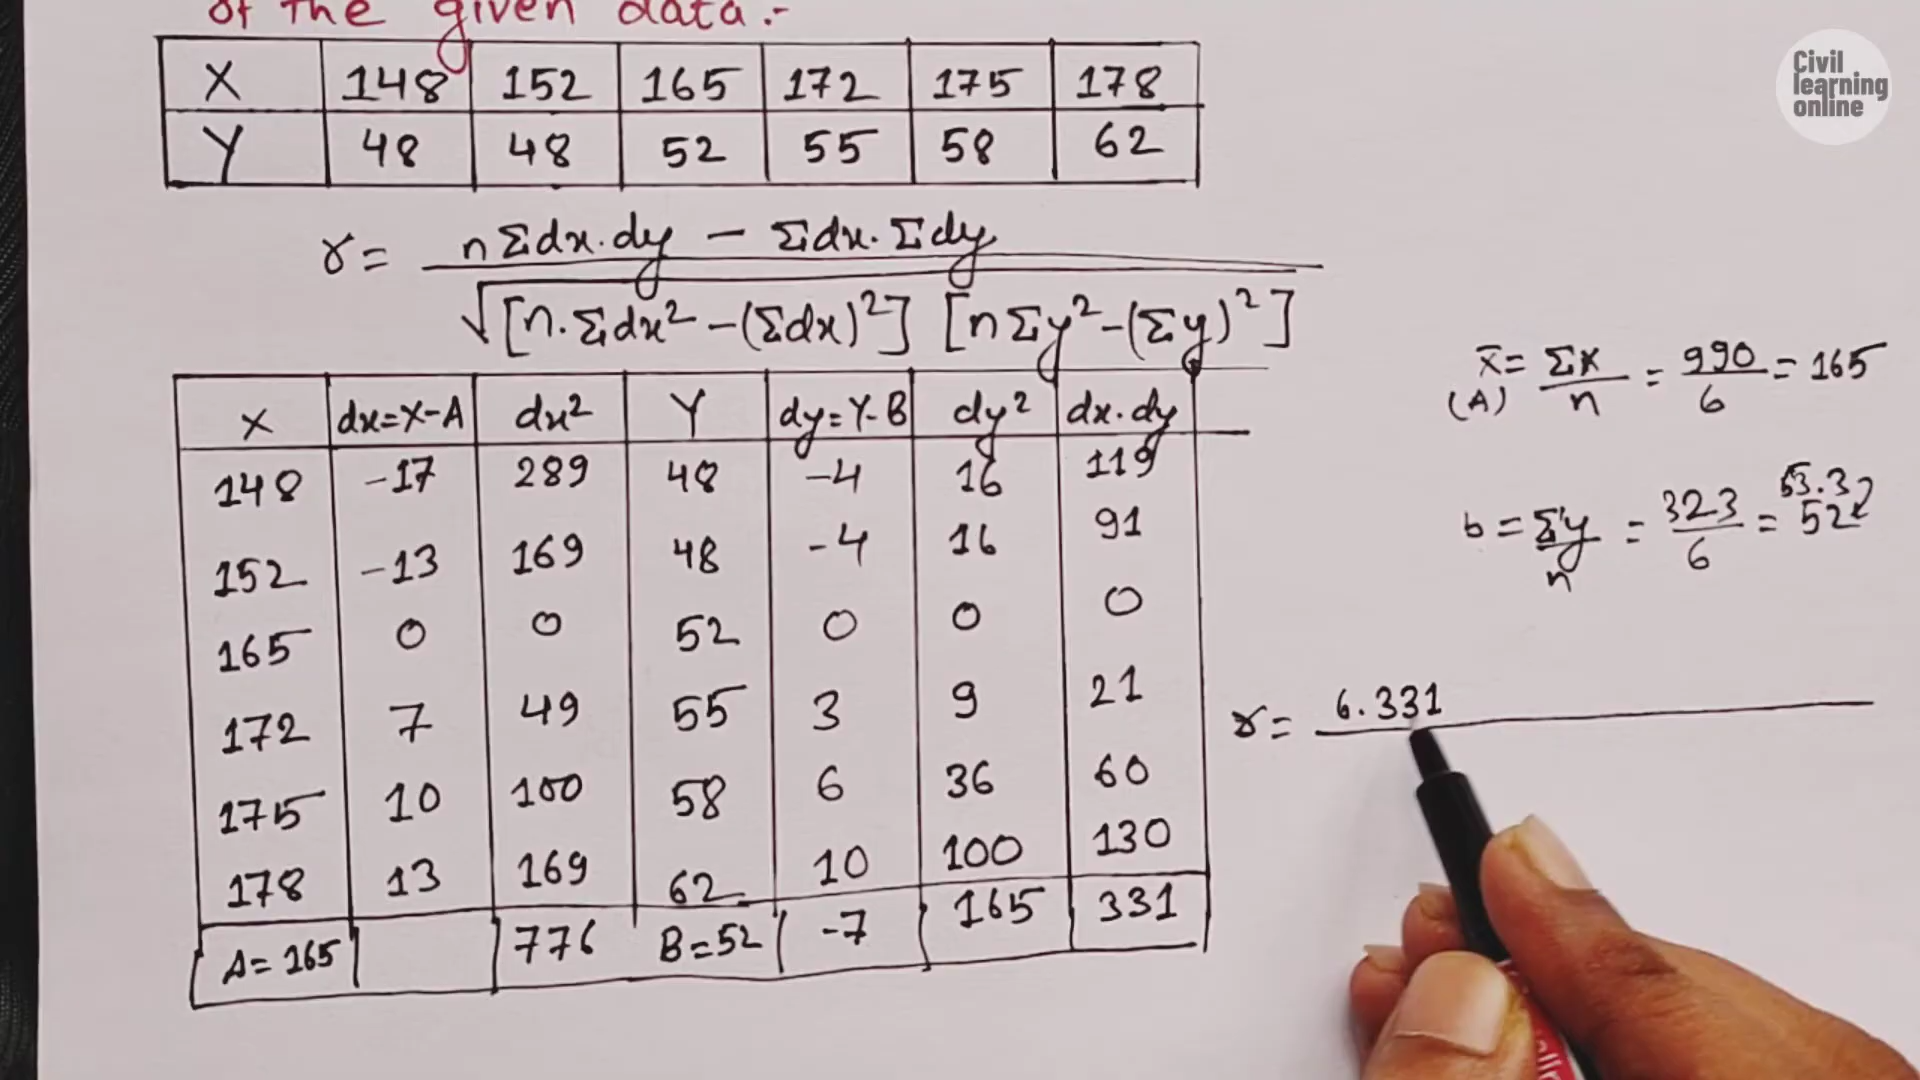 of the given data:-
X 148 152 165 172 175 178
Y 48 48 52 55 58 62
r = nΣdx.dy - Σdx.Σdy
√[n.Σdx²-(Σdx)²] [nΣy²-(Σy)²]
X dx=X-A dx² Y dy=Y-B dy² dx.dy
148 -17 289 48 -4 16 119
152 -13 169 48 -4 16 91
165 0 0 52 0 0 0
172 7 49 55 3 9 21
175 10 100 58 6 36 60
178 13 169 62 10 100 130
A=165 776 B=52 -7 165 331
x̄= Σx/n = 990/6 = 165
(A)
b = Σy/n = 323/6 = 53.3
52
r = 6.331
Civil
learning
online